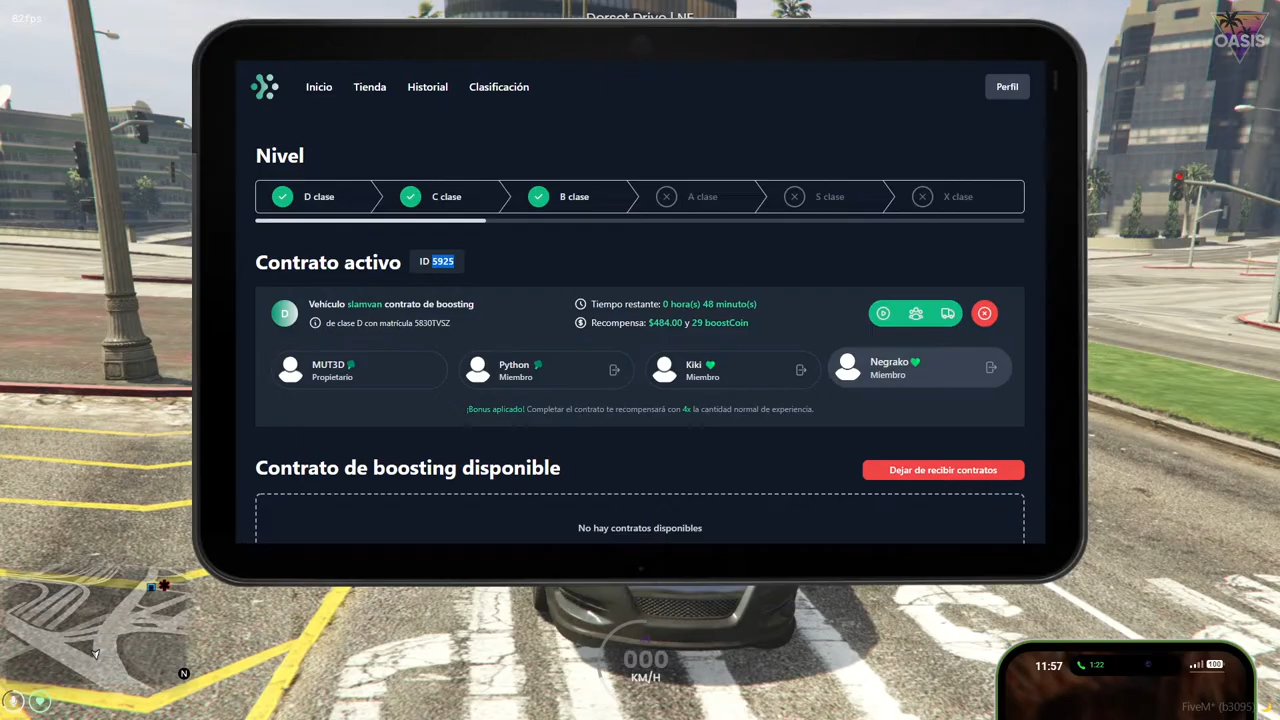 82fps
Dorset Drive | NE
OASIS
Inicio
Tienda
Historial
Clasificación
Perfil
Nivel
D clase
C clase
B clase
A clase
S clase
X clase
Contrato activo
ID 5925
D
Vehículo slamvan contrato de boosting
de clase D con matrícula 5830TVSZ
Tiempo restante: 0 hora(s) 48 minuto(s)
Recompensa: $484.00 y 29 boostCoin
MUT3D
Propietario
Python
Miembro
Kiki
Miembro
Negrako
Miembro
¡Bonus aplicado! Completar el contrato te recompensará con 4x la cantidad normal de experiencia.
Contrato de boosting disponible
Dejar de recibir contratos
No hay contratos disponibles
N
000
KM/H
11:57
1:22
100
FiveM* (b3095)